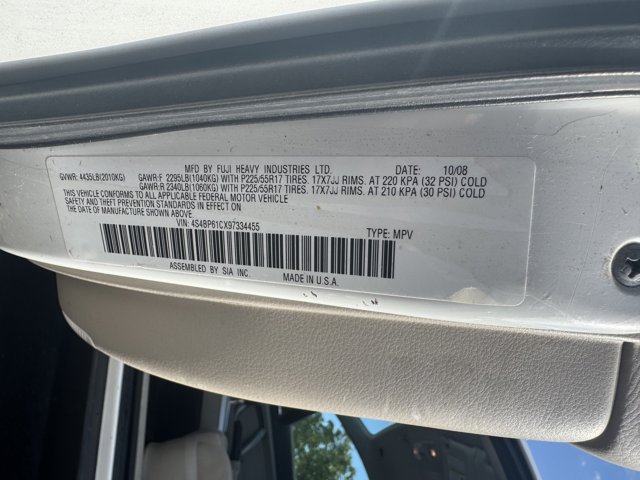 MFD BY FUJI HEAVY INDUSTRIES LTD. DATE: 10/08
GVWR: 4435LB(2010KG) GAWR:F 2295LB(1040KG) WITH P225/55R17 TIRES. 17X7JJ RIMS. AT 220 KPA (32 PSI) COLD
GAWR:R 2340LB(1060KG) WITH P225/55R17 TIRES. 17X7JJ RIMS. AT 210 KPA (30 PSI) COLD
THIS VEHICLE CONFORMS TO ALL APPLICABLE FEDERAL MOTOR VEHICLE
SAFETY AND THEFT PREVENTION STANDARDS IN EFFECT ON
THE DATE OF MANUFACTURE SHOWN ABOVE.
VIN: 4S4BP61CX97334455 TYPE: MPV
ASSEMBLED BY SIA INC. MADE IN U.S.A.